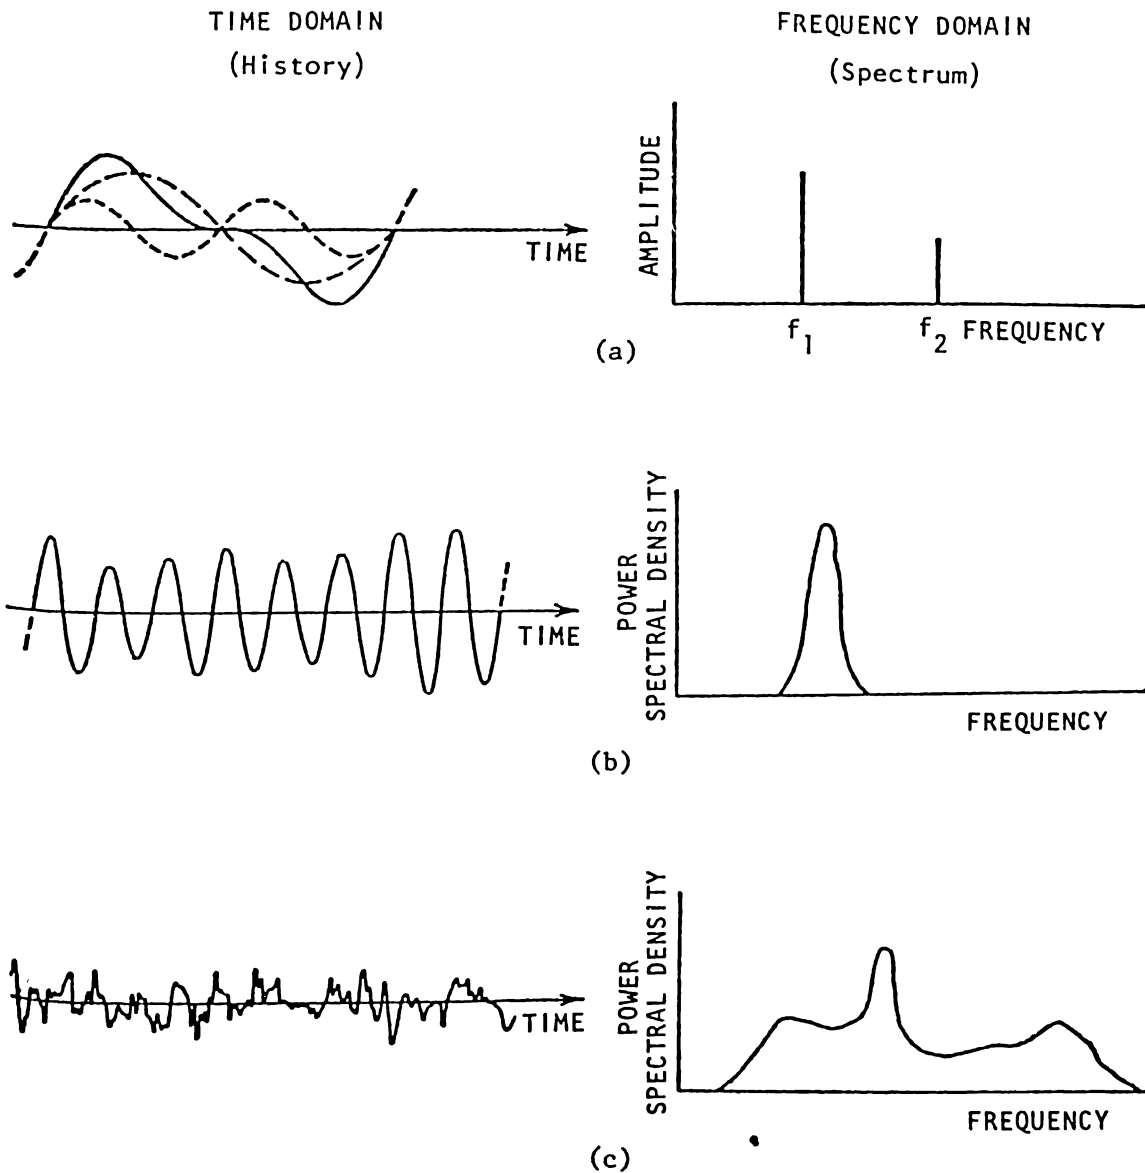 TIME DOMAIN
(History)
FREQUENCY DOMAIN
(Spectrum)
TIME
AMPLITUDE
f1
f2
FREQUENCY
(a)
TIME
POWER
SPECTRAL DENSITY
FREQUENCY
(b)
TIME
POWER
SPECTRAL DENSITY
FREQUENCY
(c)